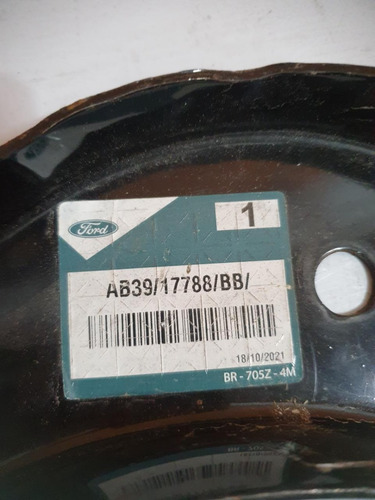 Ford
1
AB39/17788/BB/
18/10/2021
BR - 705Z - 4M